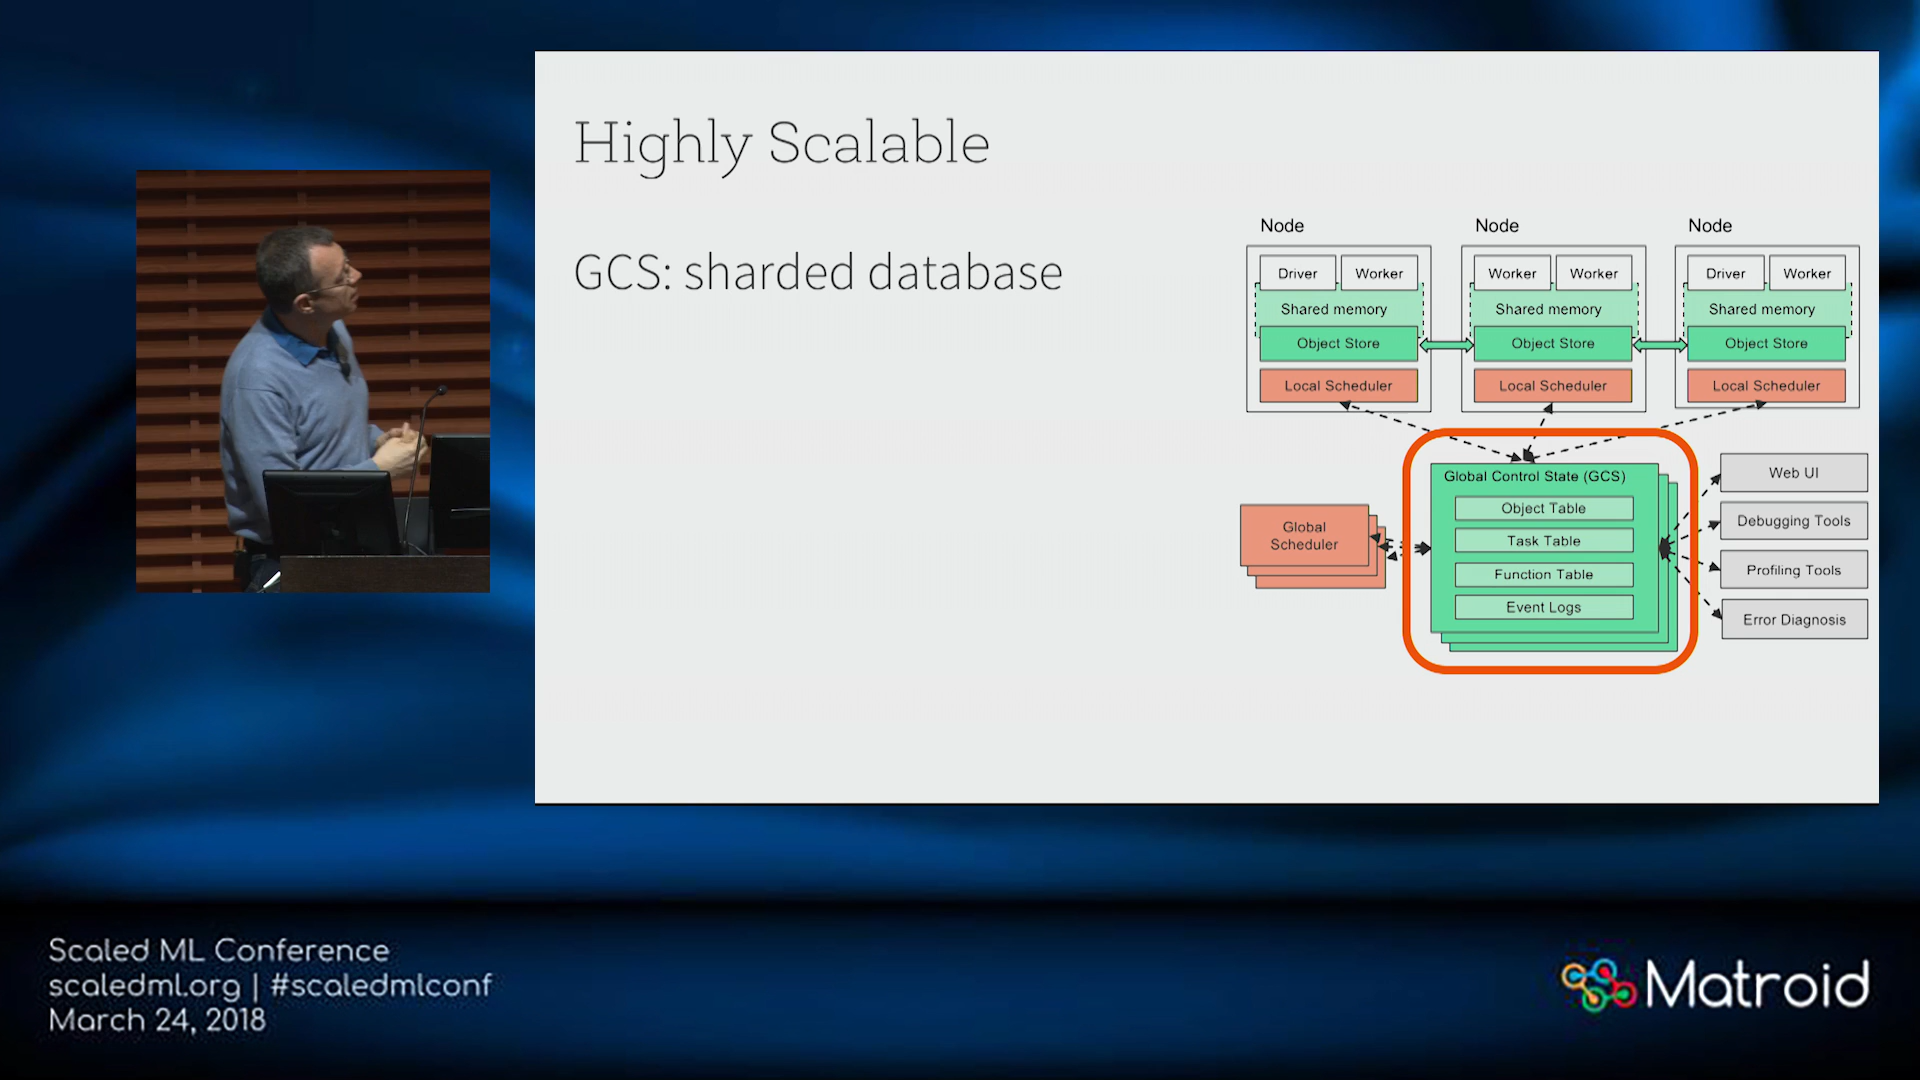 Highly Scalable
GCS: sharded database
Node
Node
Node
Driver
Worker
Worker
Worker
Driver
Worker
Shared memory
Shared memory
Shared memory
Object Store
Object Store
Object Store
Local Scheduler
Local Scheduler
Local Scheduler
Global Control State (GCS)
Object Table
Task Table
Function Table
Event Logs
Global
Scheduler
Web UI
Debugging Tools
Profiling Tools
Error Diagnosis
Scaled ML Conference
scaledml.org | #scaledmlconf
March 24, 2018
Matroid